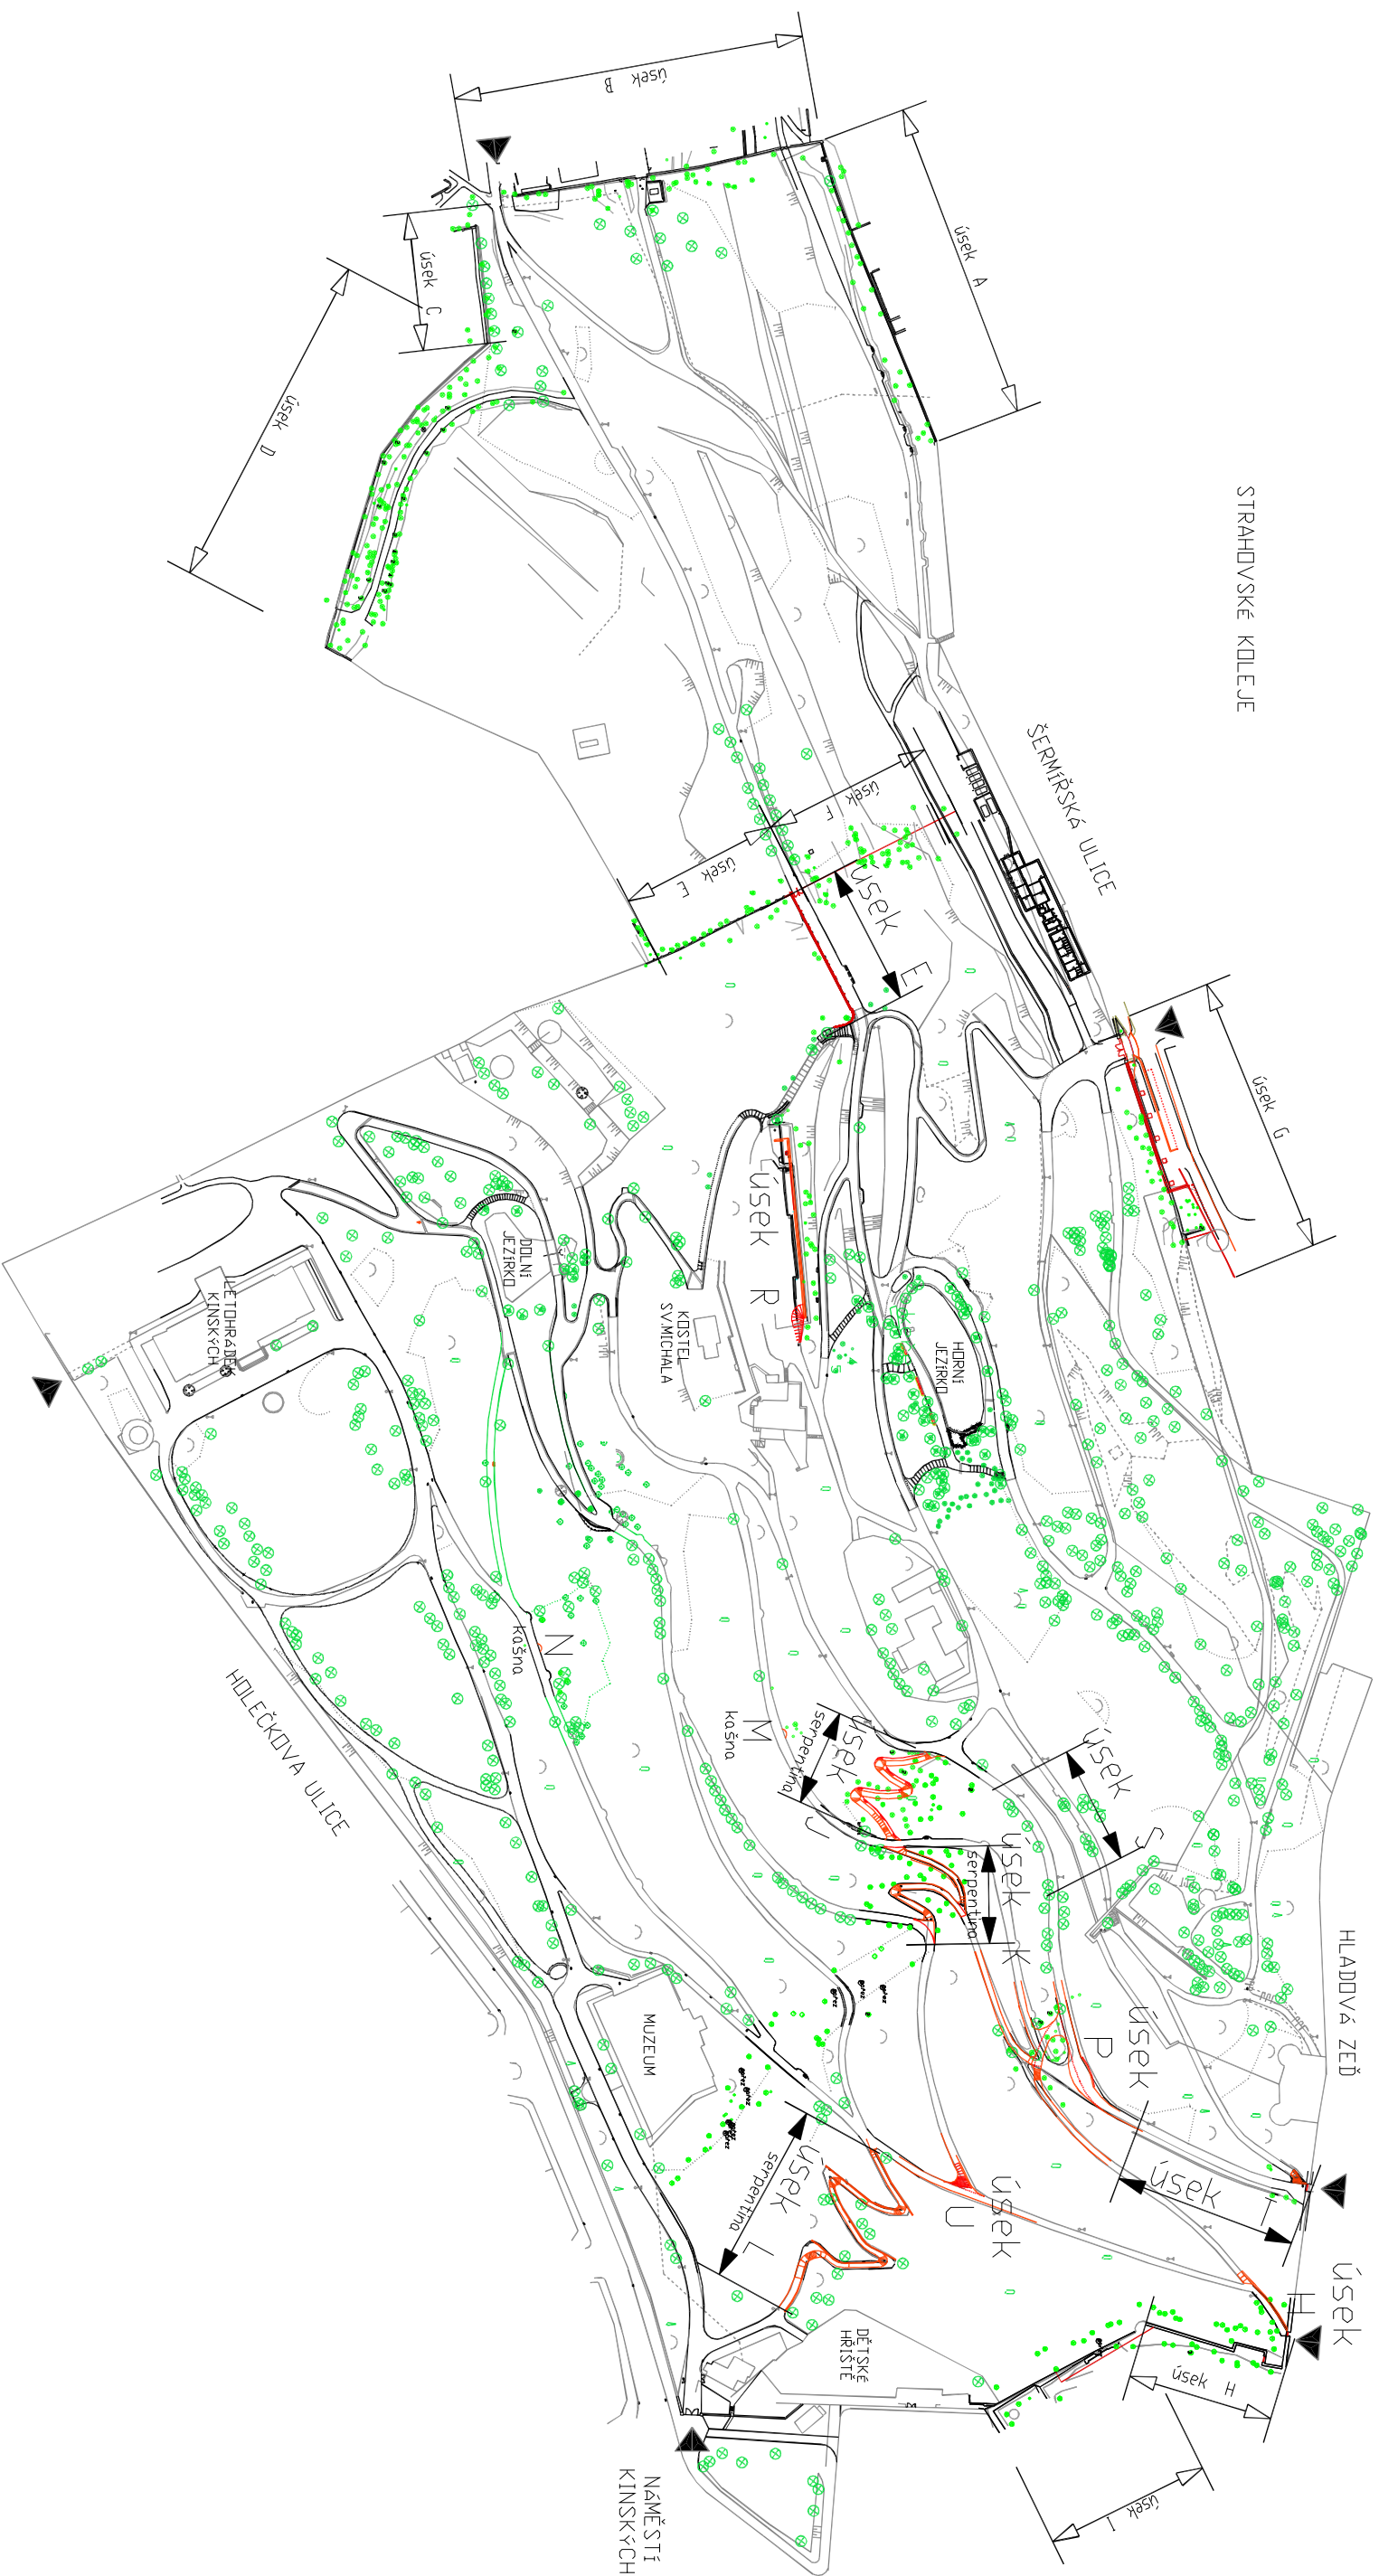 úsek B
úsek A
úsek C
úsek D
STRAHOVSKÉ KOLEJE
ŠERMÍŘSKÁ ULICE
úsek F
úsek E
úsek E
úsek G
úsek R
DOLNÍ
JEZÍRKO
HORNÍ
JEZÍRKO
KOSTEL
SV.MICHALA
LETOHRÁDEK
KINSKÝCH
HOLEČKOVA ULICE
N
kašna
M
kašna
úsek J
serpentina
úsek S
úsek K
serpentina
HLADOVÁ ZEĎ
úsek P
MUZEUM
úsek L
serpentina
úsek T
úsek U
úsek H
úsek H
DĚTSKÉ
HŘIŠTĚ
úsek I
NÁMĚSTÍ
KINSKÝCH